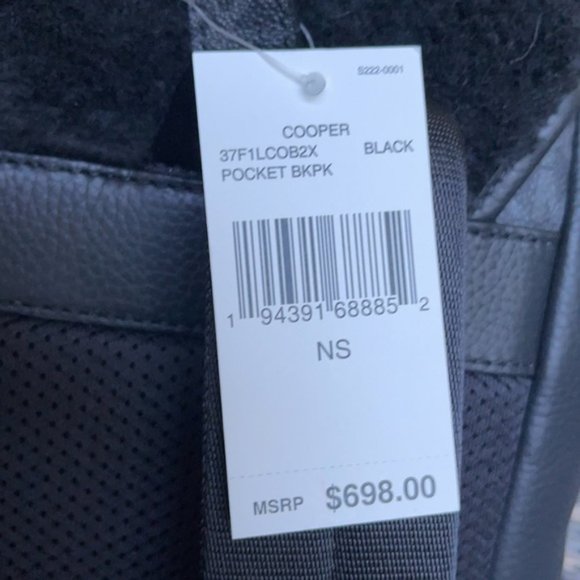 S222-0001
COOPER
37F1LCOB2X BLACK
POCKET BKPK
1 94391 68885 2
NS
MSRP $698.00